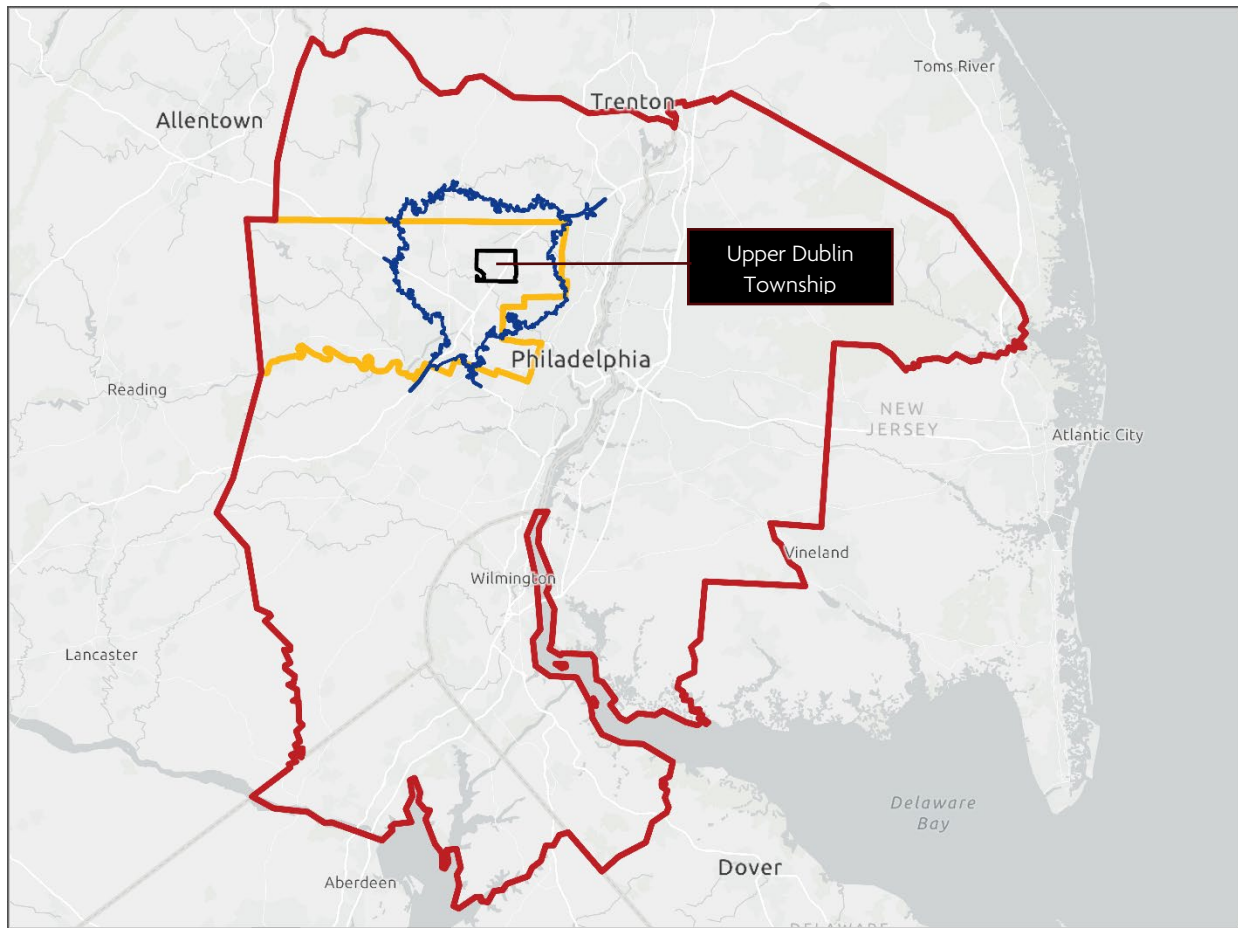 Toms River
Trenton
Allentown
Upper Dublin
Township
Philadelphia
Reading
NEW
JERSEY
Atlantic City
Vineland
Wilmington
Lancaster
Delaware
Bay
Dover
Aberdeen
DELAWARE